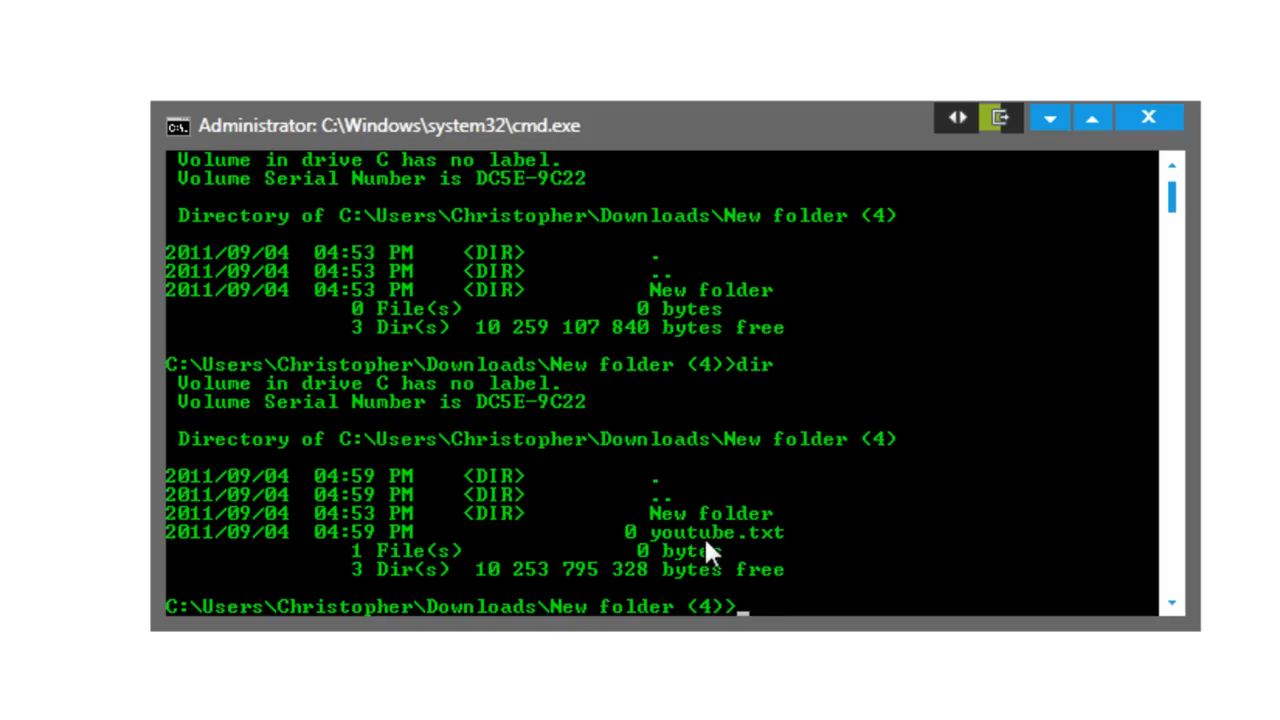 Administrator: C:\Windows\system32\cmd.exe
Volume in drive C has no label.
Volume Serial Number is DC5E-9C22
Directory of C:\Users\Christopher\Downloads\New folder (4)
2011/09/04  04:53 PM    <DIR>          .
2011/09/04  04:53 PM    <DIR>          ..
2011/09/04  04:53 PM    <DIR>          New folder
0 File(s)              0 bytes
3 Dir(s)  10 259 107 840 bytes free
C:\Users\Christopher\Downloads\New folder (4)>dir
Volume in drive C has no label.
Volume Serial Number is DC5E-9C22
Directory of C:\Users\Christopher\Downloads\New folder (4)
2011/09/04  04:59 PM    <DIR>          .
2011/09/04  04:59 PM    <DIR>          ..
2011/09/04  04:53 PM    <DIR>          New folder
2011/09/04  04:59 PM                 0 youtube.txt
1 File(s)              0 bytes
3 Dir(s)  10 253 795 328 bytes free
C:\Users\Christopher\Downloads\New folder (4)>_